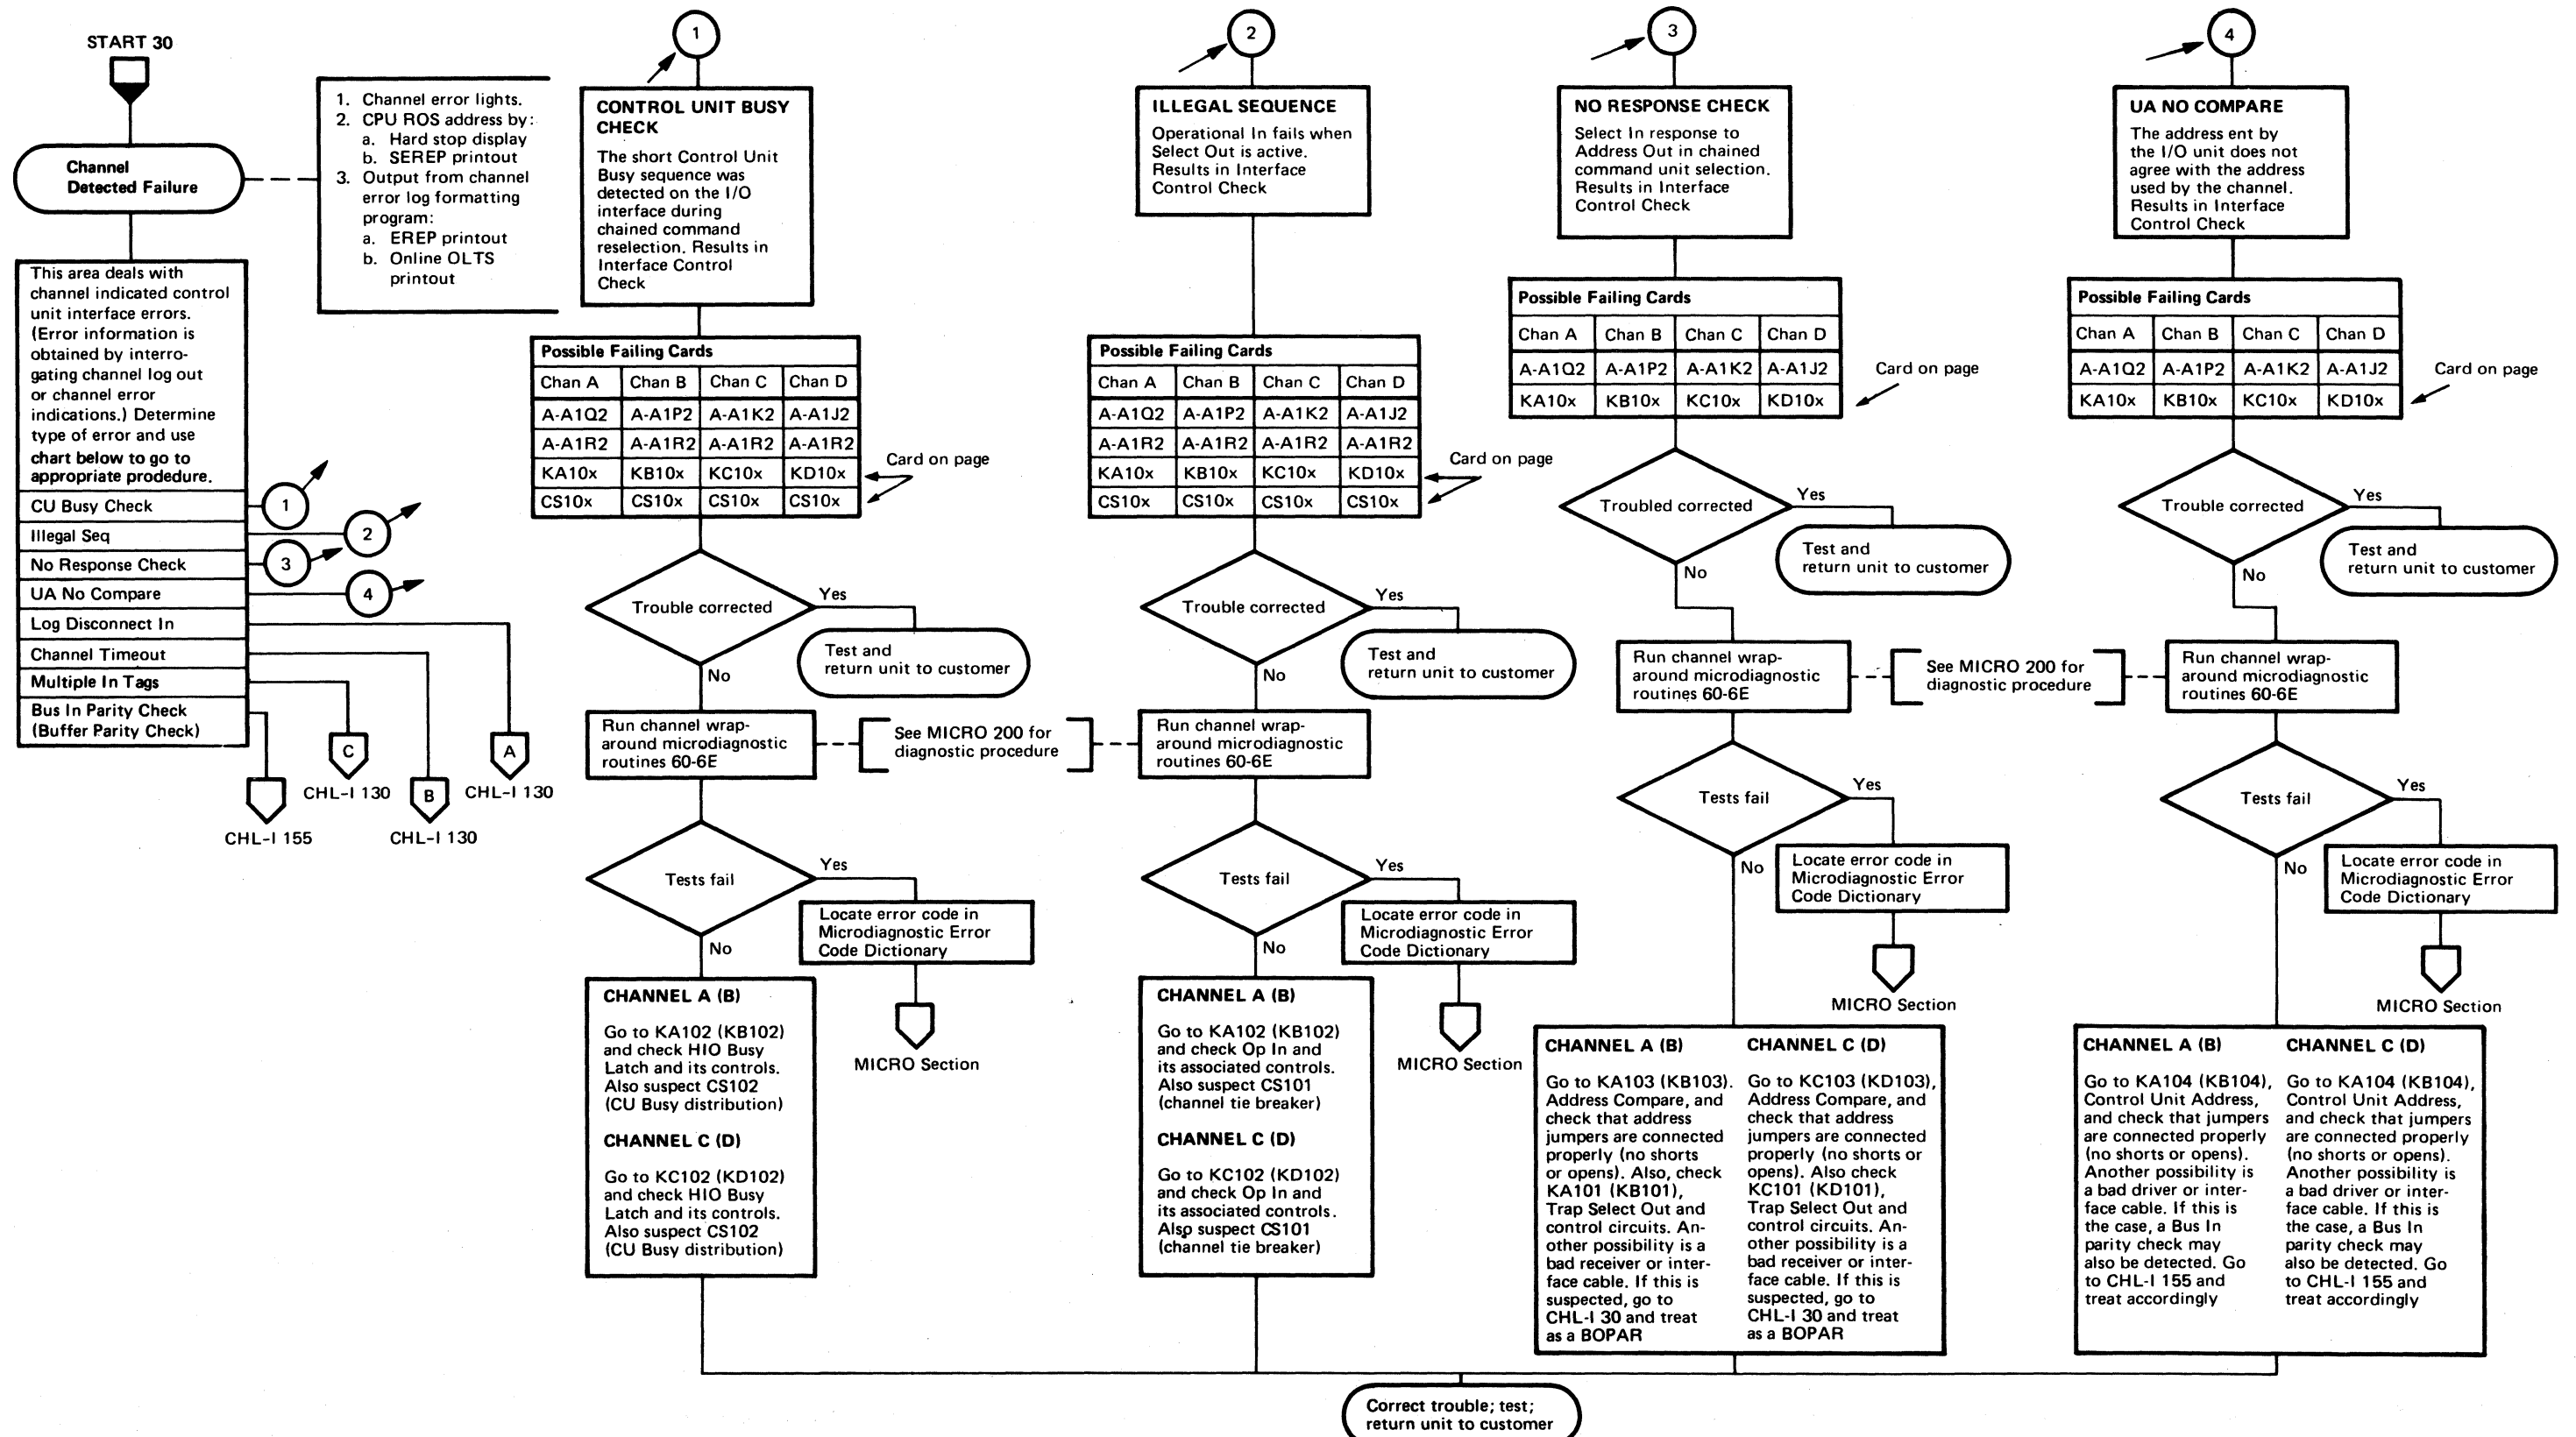 START 30
Channel
Detected Failure
1. Channel error lights.
2. CPU ROS address by:
a. Hard stop display
b. SEREP printout
3. Output from channel
error log formatting
program:
a. EREP printout
b. Online OLTS
printout
This area deals with
channel indicated control
unit interface errors.
(Error information is
obtained by interro-
gating channel log out
or channel error
indications.) Determine
type of error and use
chart below to go to
appropriate prodedure.
CU Busy Check
1
Illegal Seq
2
No Response Check
3
UA No Compare
4
Log Disconnect In
Channel Timeout
Multiple In Tags
Bus In Parity Check
(Buffer Parity Check)
C
A
CHL-I 130
B
CHL-I 130
CHL-I 155
CHL-I 130
1
CONTROL UNIT BUSY
CHECK
The short Control Unit
Busy sequence was
detected on the I/O
interface during
chained command
reselection. Results in
Interface Control
Check
Possible Failing Cards
Chan A Chan B Chan C Chan D
A-A1Q2 A-A1P2 A-A1K2 A-A1J2
A-A1R2 A-A1R2 A-A1R2 A-A1R2
KA10x KB10x KC10x KD10x
CS10x CS10x CS10x CS10x
Card on page
Trouble corrected
Yes
Test and
return unit to customer
No
Run channel wrap-
around microdiagnostic
routines 60-6E
See MICRO 200 for
diagnostic procedure
Tests fail
Yes
Locate error code in
Microdiagnostic Error
Code Dictionary
MICRO Section
No
CHANNEL A (B)
Go to KA102 (KB102)
and check HIO Busy
Latch and its controls.
Also suspect CS102
(CU Busy distribution)
CHANNEL C (D)
Go to KC102 (KD102)
and check HIO Busy
Latch and its controls.
Also suspect CS102
(CU Busy distribution)
2
ILLEGAL SEQUENCE
Operational In fails when
Select Out is active.
Results in Interface
Control Check
Possible Failing Cards
Chan A Chan B Chan C Chan D
A-A1Q2 A-A1P2 A-A1K2 A-A1J2
A-A1R2 A-A1R2 A-A1R2 A-A1R2
KA10x KB10x KC10x KD10x
CS10x CS10x CS10x CS10x
Card on page
Trouble corrected
Yes
Test and
return unit to customer
No
Run channel wrap-
around microdiagnostic
routines 60-6E
Tests fail
Yes
Locate error code in
Microdiagnostic Error
Code Dictionary
MICRO Section
No
CHANNEL A (B)
Go to KA102 (KB102)
and check Op In and
its associated controls.
Also suspect CS101
(channel tie breaker)
CHANNEL C (D)
Go to KC102 (KD102)
and check Op In and
its associated controls.
Also suspect CS101
(channel tie breaker)
3
NO RESPONSE CHECK
Select In response to
Address Out in chained
command unit selection.
Results in Interface
Control Check
Possible Failing Cards
Chan A Chan B Chan C Chan D
A-A1Q2 A-A1P2 A-A1K2 A-A1J2
KA10x KB10x KC10x KD10x
Card on page
Troubled corrected
Yes
Test and
return unit to customer
No
Run channel wrap-
around microdiagnostic
routines 60-6E
See MICRO 200 for
diagnostic procedure
Tests fail
Yes
Locate error code in
Microdiagnostic Error
Code Dictionary
MICRO Section
No
CHANNEL A (B)
Go to KA103 (KB103).
Address Compare, and
check that address
jumpers are connected
properly (no shorts
or opens). Also, check
KA101 (KB101),
Trap Select Out and
control circuits. An-
other possibility is a
bad receiver or inter-
face cable. If this is
suspected, go to
CHL-I 30 and treat
as a BOPAR
CHANNEL C (D)
Go to KC103 (KD103),
Address Compare, and
check that address
jumpers are connected
properly (no shorts or
opens). Also check
KC101 (KD101),
Trap Select Out and
control circuits. An-
other possibility is a
bad receiver or inter-
face cable. If this is
suspected, go to
CHL-I 30 and treat
as a BOPAR
4
UA NO COMPARE
The address ent by
the I/O unit does not
agree with the address
used by the channel.
Results in Interface
Control Check
Possible Failing Cards
Chan A Chan B Chan C Chan D
A-A1Q2 A-A1P2 A-A1K2 A-A1J2
KA10x KB10x KC10x KD10x
Card on page
Trouble corrected
Yes
Test and
return unit to customer
No
Run channel wrap-
around microdiagnostic
routines 60-6E
Tests fail
Yes
Locate error code in
Microdiagnostic Error
Code Dictionary
MICRO Section
No
CHANNEL A (B)
Go to KA104 (KB104),
Control Unit Address,
and check that jumpers
are connected properly
(no shorts or opens).
Another possibility is
a bad driver or inter-
face cable. If this is
the case, a Bus In
parity check may
also be detected. Go
to CHL-I 155 and
treat accordingly
CHANNEL C (D)
Go to KA104 (KB104),
Control Unit Address,
and check that jumpers
are connected properly
(no shorts or opens).
Another possibility is
a bad driver or inter-
face cable. If this is
the case, a Bus In
parity check may
also be detected. Go
to CHL-I 155 and
treat accordingly
Correct trouble; test;
return unit to customer